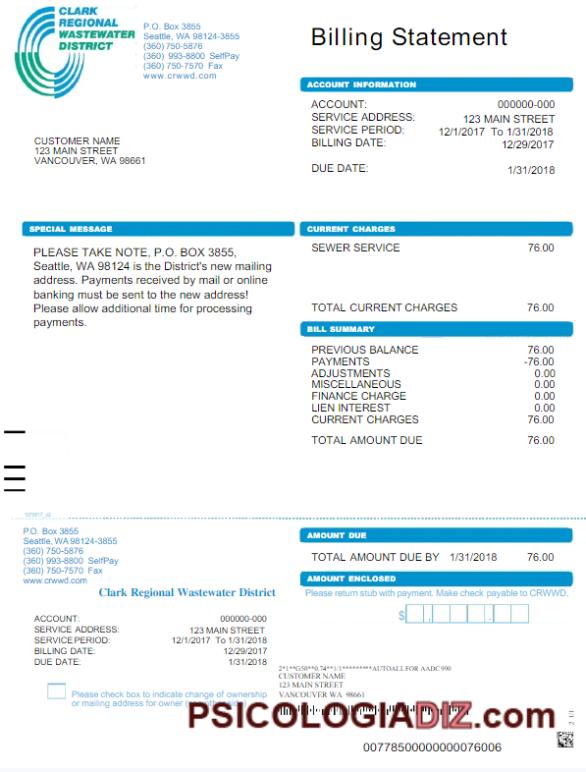 CLARK
REGIONAL
WASTEWATER
DISTRICT
P.O. Box 3855
Seattle, WA 98124-3855
(360) 750-5876
(360) 993-8800 SelfPay
(360) 750-7570 Fax
www.crwwd.com
Billing Statement
ACCOUNT INFORMATION
ACCOUNT: 000000-000
SERVICE ADDRESS: 123 MAIN STREET
SERVICE PERIOD: 12/1/2017 To 1/31/2018
BILLING DATE: 12/29/2017
DUE DATE: 1/31/2018
CUSTOMER NAME
123 MAIN STREET
VANCOUVER, WA 98661
SPECIAL MESSAGE
PLEASE TAKE NOTE, P.O. BOX 3855,
Seattle, WA 98124 is the District's new mailing
address. Payments received by mail or online
banking must be sent to the new address!
Please allow additional time for processing
payments.
CURRENT CHARGES
SEWER SERVICE 76.00
TOTAL CURRENT CHARGES 76.00
BILL SUMMARY
PREVIOUS BALANCE 76.00
PAYMENTS -76.00
ADJUSTMENTS 0.00
MISCELLANEOUS 0.00
FINANCE CHARGE 0.00
LIEN INTEREST 0.00
CURRENT CHARGES 76.00
TOTAL AMOUNT DUE 76.00
P.O. Box 3855
Seattle, WA 98124-3855
(360) 750-5876
(360) 993-8800 SelfPay
(360) 750-7570 Fax
www.crwwd.com
Clark Regional Wastewater District
ACCOUNT: 000000-000
SERVICE ADDRESS: 123 MAIN STREET
SERVICE PERIOD: 12/1/2017 To 1/31/2018
BILLING DATE: 12/29/2017
DUE DATE: 1/31/2018
Please check box to indicate change of ownership
or mailing address for owner
AMOUNT DUE
TOTAL AMOUNT DUE BY 1/31/2018 76.00
AMOUNT ENCLOSED
Please return stub with payment. Make check payable to CRWWD.
$
2*1**G50**0.74**1/1*********AUTOALL FOR AADC 990
CUSTOMER NAME
123 MAIN STREET
VANCOUVER WA 98661
PSICOLOGIADIZ.com
00778500000000076006
2 1/1